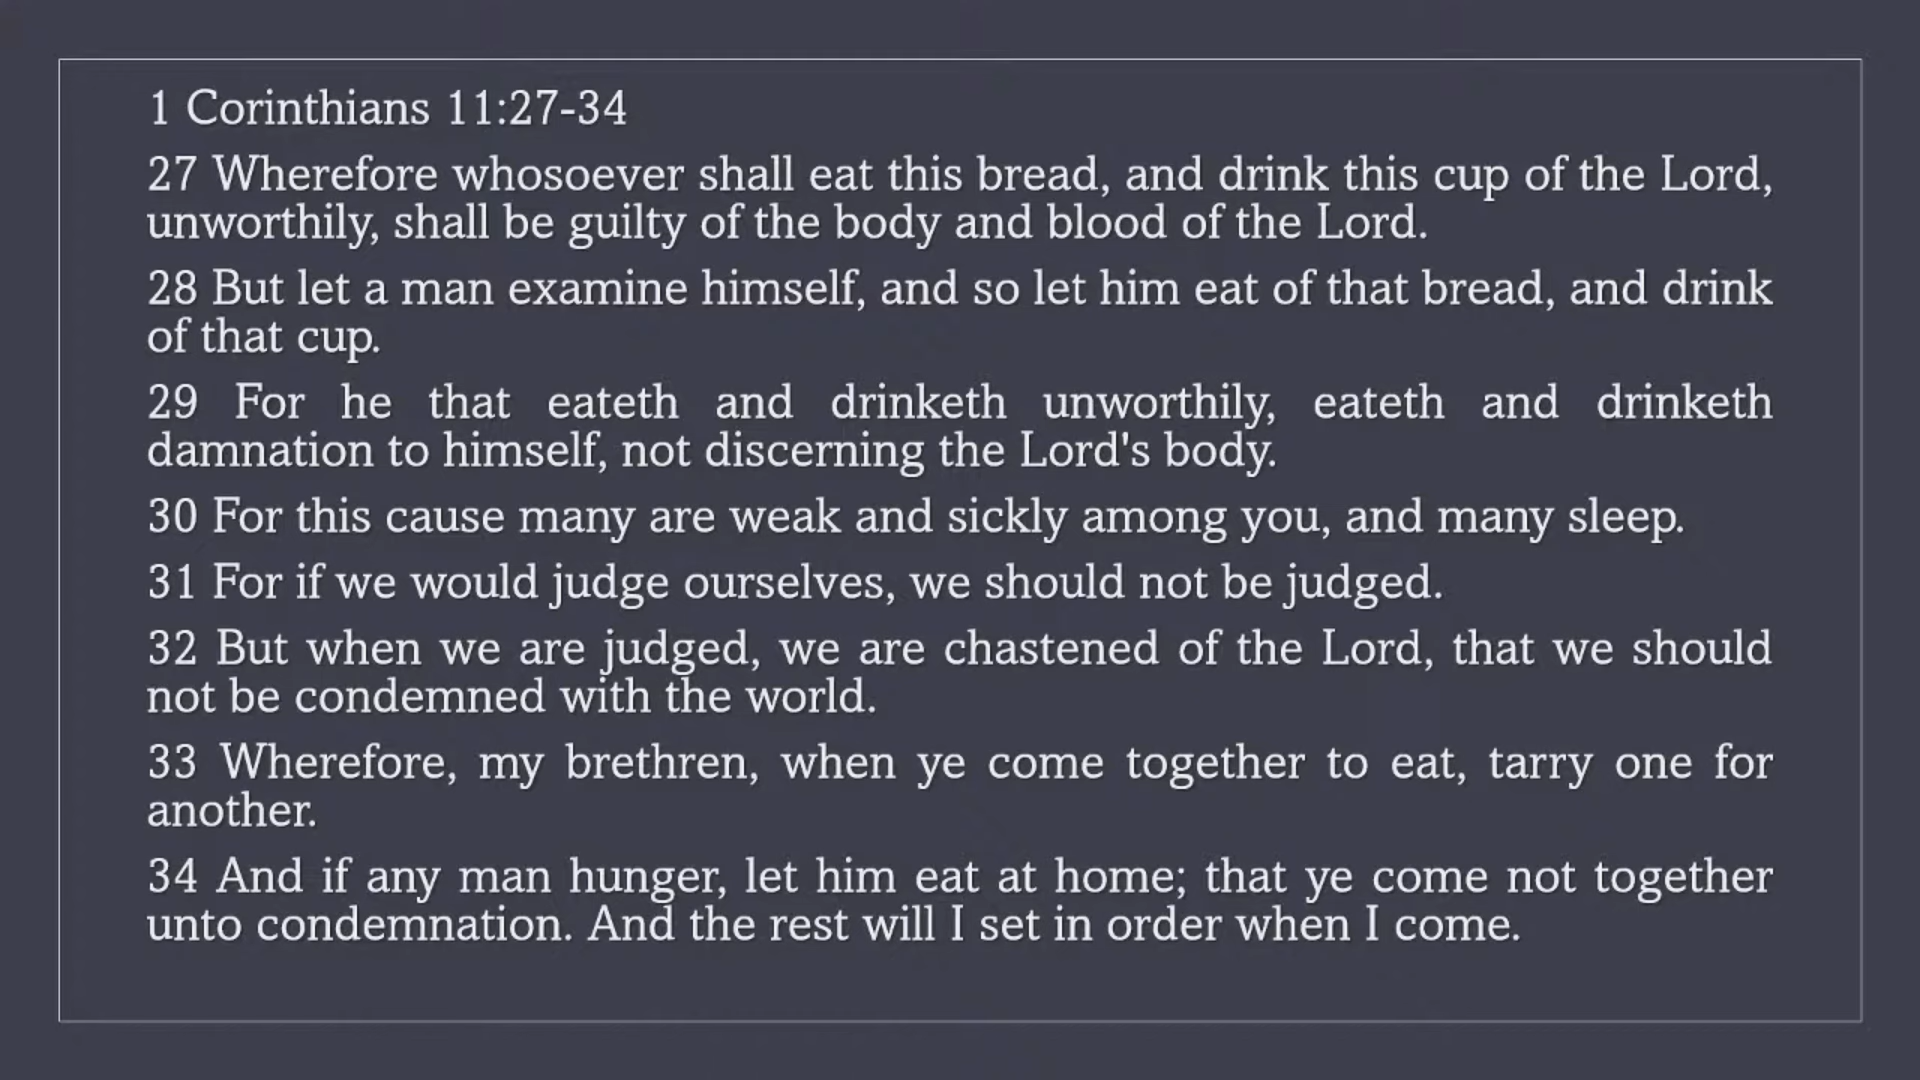 1 Corinthians 11:27-34
27 Wherefore whosoever shall eat this bread, and drink this cup of the Lord,
unworthily, shall be guilty of the body and blood of the Lord.
28 But let a man examine himself, and so let him eat of that bread, and drink
of that cup.
29 For he that eateth and drinketh unworthily, eateth and drinketh
damnation to himself, not discerning the Lord's body.
30 For this cause many are weak and sickly among you, and many sleep.
31 For if we would judge ourselves, we should not be judged.
32 But when we are judged, we are chastened of the Lord, that we should
not be condemned with the world.
33 Wherefore, my brethren, when ye come together to eat, tarry one for
another.
34 And if any man hunger, let him eat at home; that ye come not together
unto condemnation. And the rest will I set in order when I come.